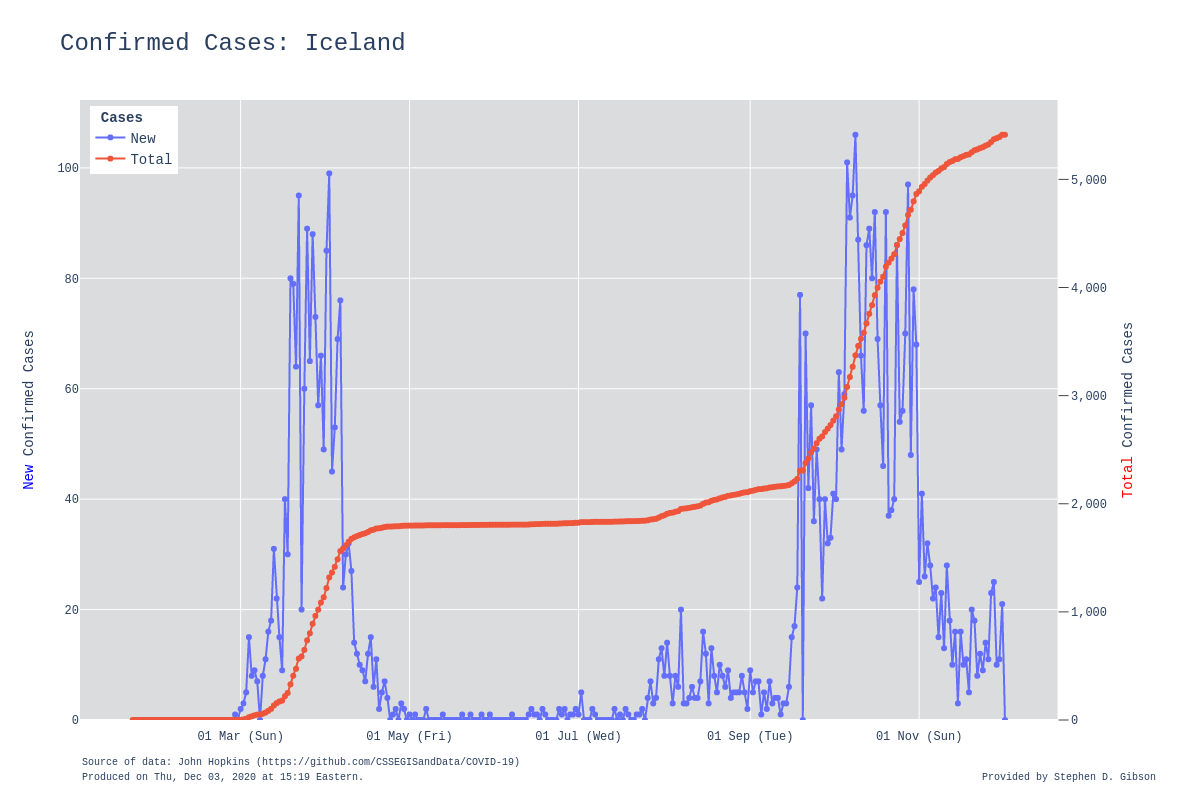 Confirmed Cases: Iceland
Cases
New
Total
100
80
60
40
20
0
5,000
4,000
3,000
2,000
1,000
0
New Confirmed Cases
Total Confirmed Cases
01 Mar (Sun)
01 May (Fri)
01 Jul (Wed)
01 Sep (Tue)
01 Nov (Sun)
Source of data: John Hopkins (https://github.com/CSSEGISandData/COVID-19)
Produced on Thu, Dec 03, 2020 at 15:19 Eastern.
Provided by Stephen D. Gibson